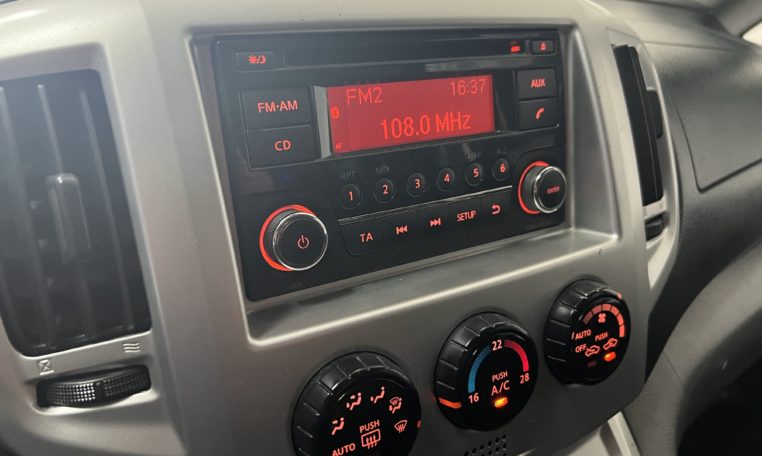 FM2 16:37
AUX
FM·AM
108.0 MHz
CD
AF
RPT MIX A-Z
1 2 3 4 5 6
ENTER
TA SETUP
22
AUTO
OFF PUSH
PUSH
A/C
16 28
PUSH
AUTO